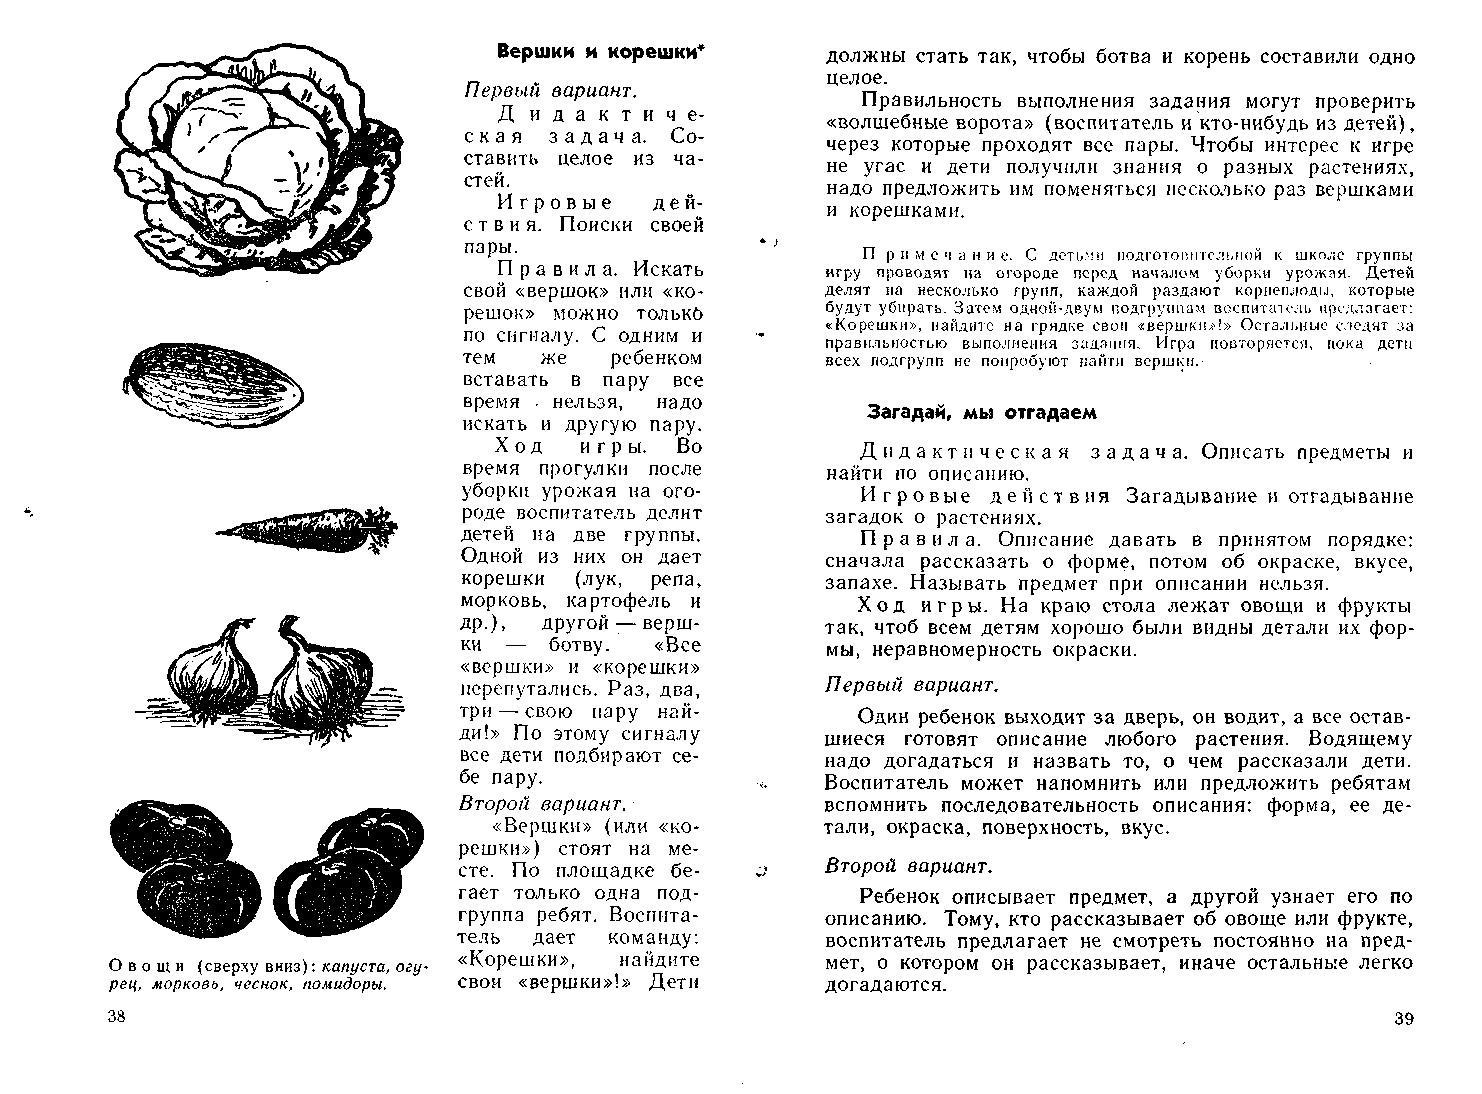 Овощи (сверху вниз): капуста, огу-
рец, морковь, чеснок, помидоры.
38
Вершки и корешки*
Первый вариант.
Дидактиче-
ская задача. Со-
ставить целое из ча-
стей.
Игровые дей-
ствия. Поиски своей
пары.
Правила. Искать
свой «вершок» или «ко-
решок» можно только
по сигналу. С одним и
тем же ребенком
вставать в пару все
время нельзя, надо
искать и другую пару.
Ход игры. Во
время прогулки после
уборки урожая на ого-
роде воспитатель делит
детей на две группы.
Одной из них он дает
корешки (лук, репа,
морковь, картофель и
др.), другой — верш-
ки — ботву. «Все
«вершки» и «корешки»
перепутались. Раз, два,
три — свою пару най-
ди!» По этому сигналу
все дети подбирают се-
бе пару.
Второй вариант.
«Вершки» (или «ко-
решки») стоят на ме-
сте. По площадке бе-
гает только одна под-
группа ребят. Воспита-
тель дает команду:
«Корешки», найдите
свои «вершки»!» Дети
должны стать так, чтобы ботва и корень составили одно
целое.
Правильность выполнения задания могут проверить
«волшебные ворота» (воспитатель и кто-нибудь из детей),
через которые проходят все пары. Чтобы интерес к игре
не угас и дети получили знания о разных растениях,
надо предложить им поменяться несколько раз вершками
и корешками.
Примечание. С детьми подготовительной к школе группы
игру проводят на огороде перед началом уборки урожая. Детей
делят на несколько групп, каждой раздают корнеплоды, которые
будут убирать. Затем одной-двум подгруппам воспитатель предлагает:
«Корешки», найдите на грядке свои «вершки»!» Остальные следят за
правильностью выполнения задания. Игра повторяется, пока дети
всех подгрупп не попробуют найти вершки.
Загадай, мы отгадаем
Дидактическая задача. Описать предметы и
найти по описанию.
Игровые действия Загадывание и отгадывание
загадок о растениях.
Правила. Описание давать в принятом порядке:
сначала рассказать о форме, потом об окраске, вкусе,
запахе. Называть предмет при описании нельзя.
Ход игры. На краю стола лежат овощи и фрукты
так, чтоб всем детям хорошо были видны детали их фор-
мы, неравномерность окраски.
Первый вариант.
Один ребенок выходит за дверь, он водит, а все остав-
шиеся готовят описание любого растения. Водящему
надо догадаться и назвать то, о чем рассказали дети.
Воспитатель может напомнить или предложить ребятам
вспомнить последовательность описания: форма, ее де-
тали, окраска, поверхность, вкус.
Второй вариант.
Ребенок описывает предмет, а другой узнает его по
описанию. Тому, кто рассказывает об овоще или фрукте,
воспитатель предлагает не смотреть постоянно на пред-
мет, о котором он рассказывает, иначе остальные легко
догадаются.
39